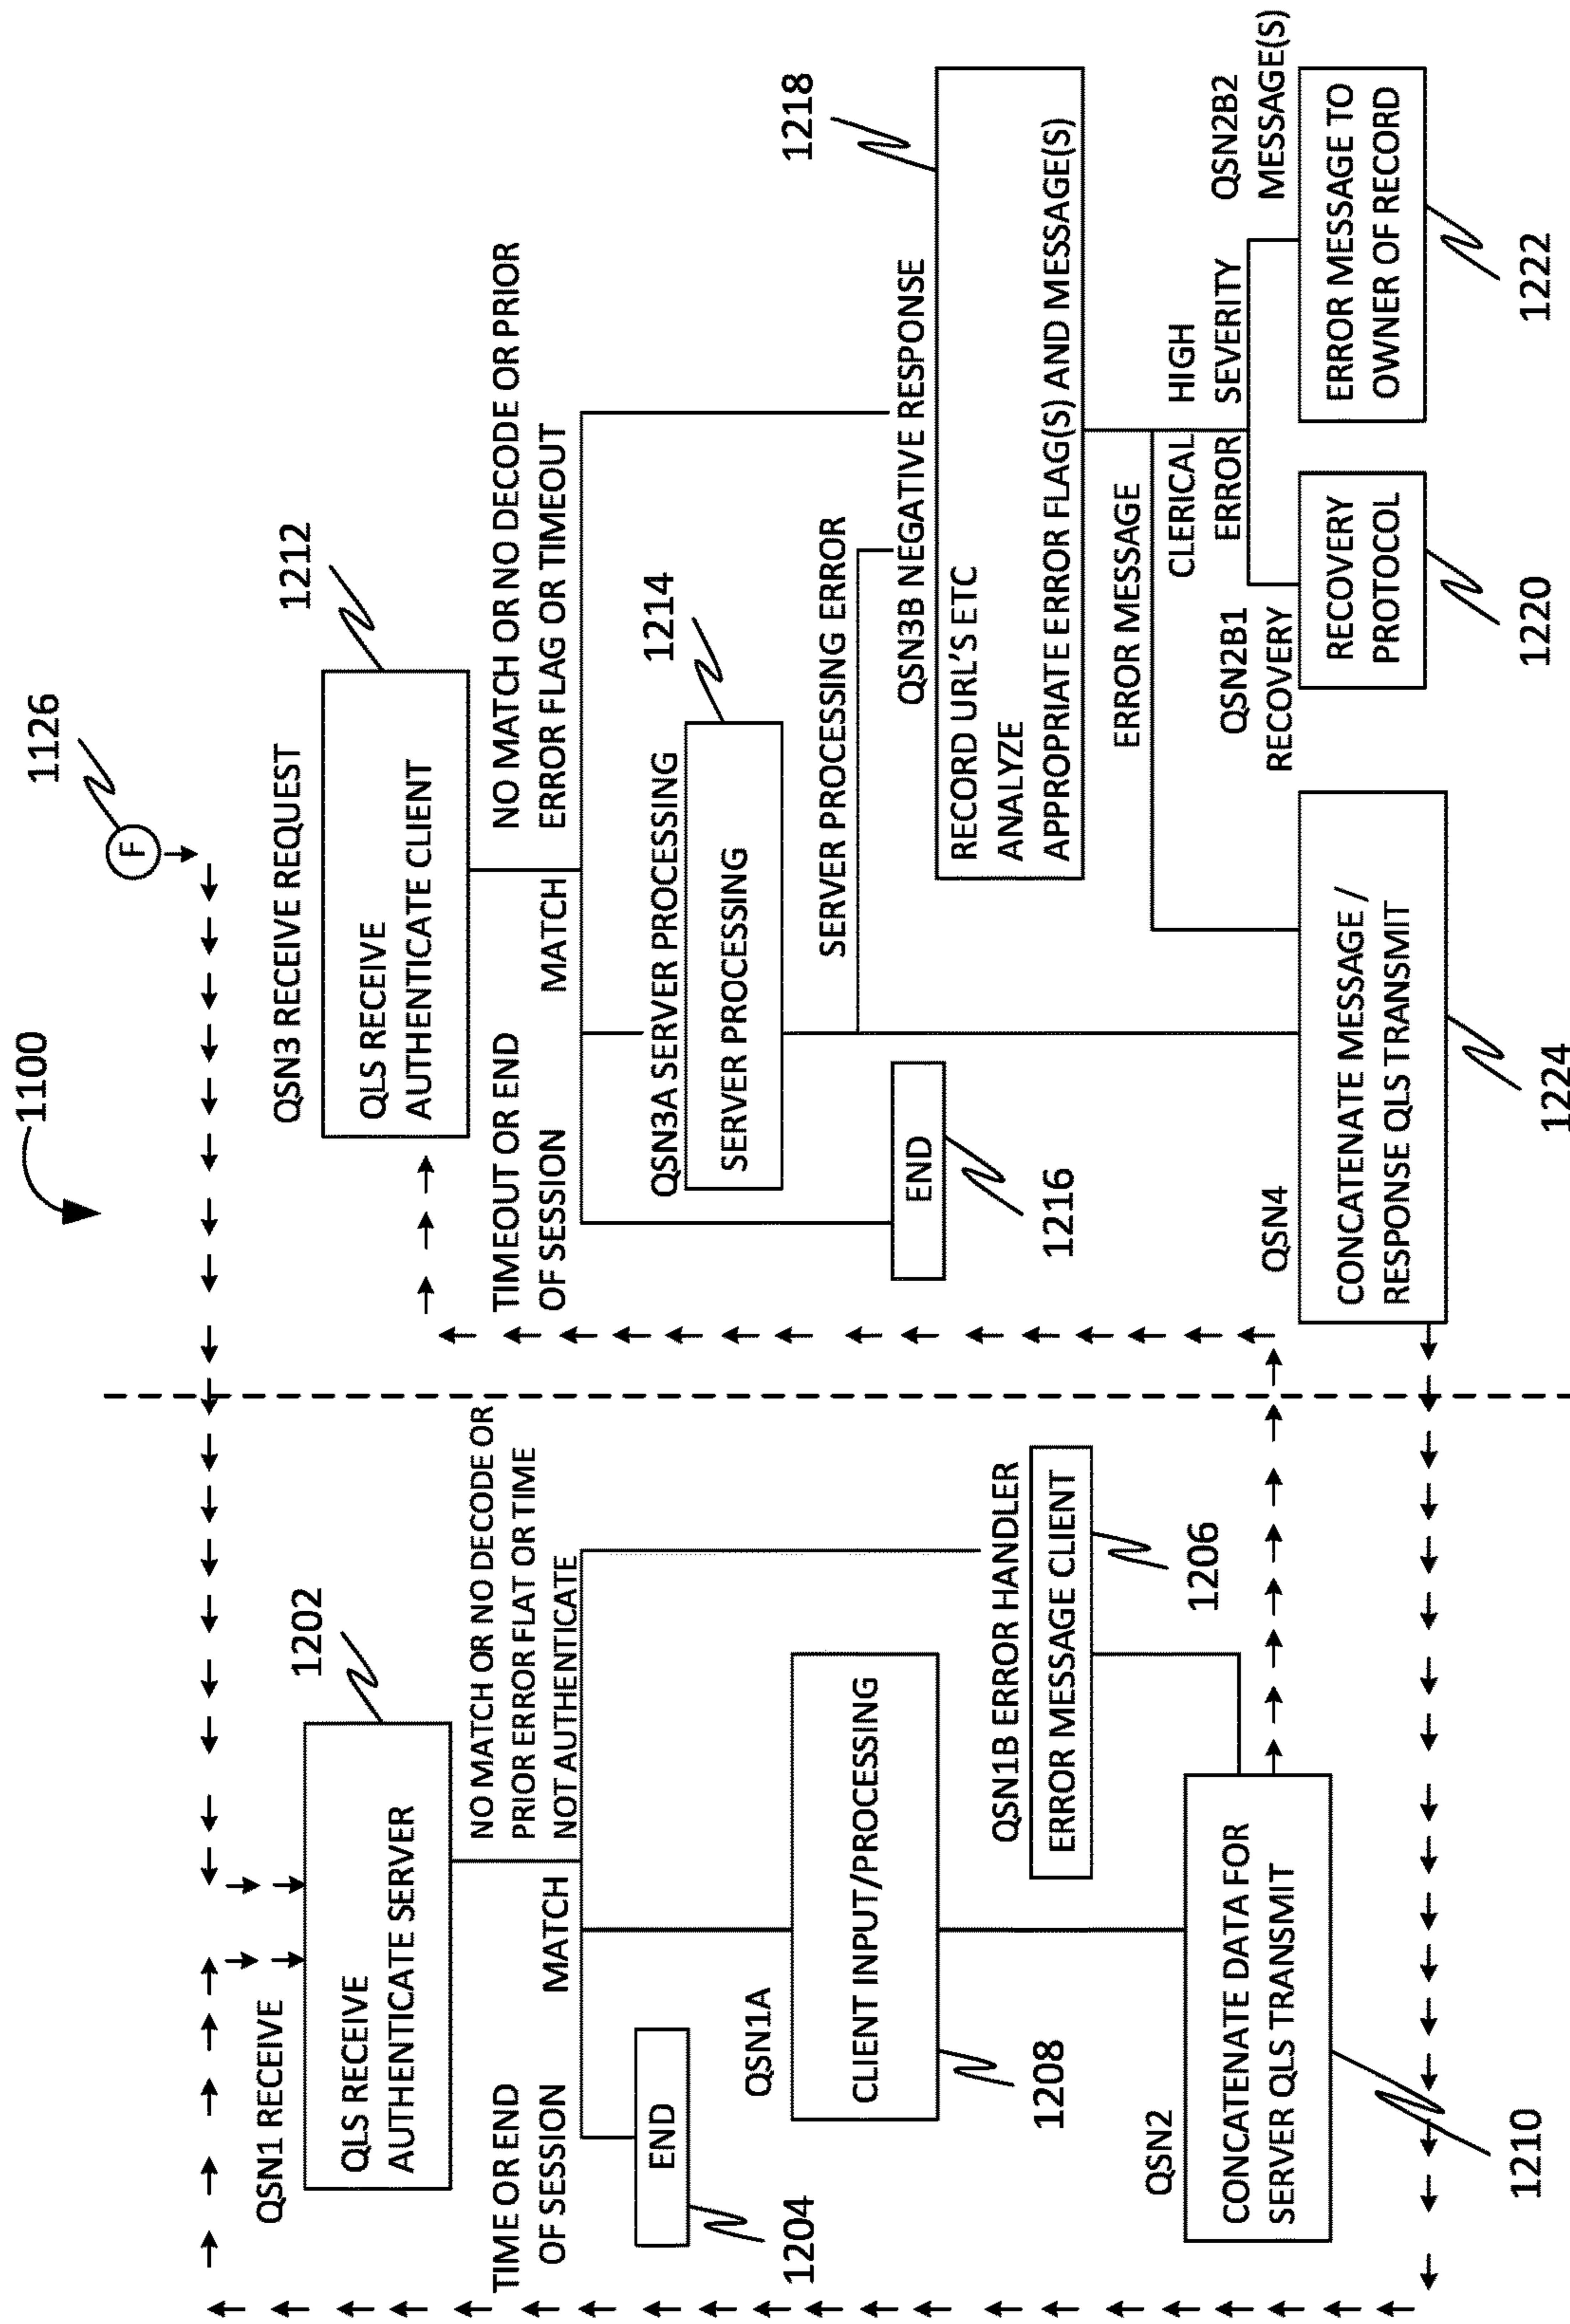 1100
F
1126
QSN1 RECEIVE
QLS RECEIVE
AUTHENTICATE SERVER
1202
TIME OR END
OF SESSION
MATCH
NO MATCH OR NO DECODE OR
PRIOR ERROR FLAT OR TIME
NOT AUTHENTICATE
END
1204
QSN1A
CLIENT INPUT/PROCESSING
1208
QSN1B ERROR HANDLER
ERROR MESSAGE CLIENT
1206
QSN2
CONCATENATE DATA FOR
SERVER QLS TRANSMIT
1210
QSN3 RECEIVE REQUEST
QLS RECEIVE
AUTHENTICATE CLIENT
1212
TIMEOUT OR END
OF SESSION
MATCH
NO MATCH OR NO DECODE OR PRIOR
ERROR FLAG OR TIMEOUT
QSN3A SERVER PROCESSING
SERVER PROCESSING
1214
SERVER PROCESSING ERROR
END
1216
QSN3B NEGATIVE RESPONSE
RECORD URL'S ETC
ANALYZE
APPROPRIATE ERROR FLAG(S) AND MESSAGE(S)
1218
ERROR MESSAGE
CLERICAL
ERROR
HIGH
SEVERITY
QSN2B1
RECOVERY
RECOVERY
PROTOCOL
1220
QSN2B2
MESSAGE(S)
ERROR MESSAGE TO
OWNER OF RECORD
1222
QSN4
CONCATENATE MESSAGE /
RESPONSE QLS TRANSMIT
1224